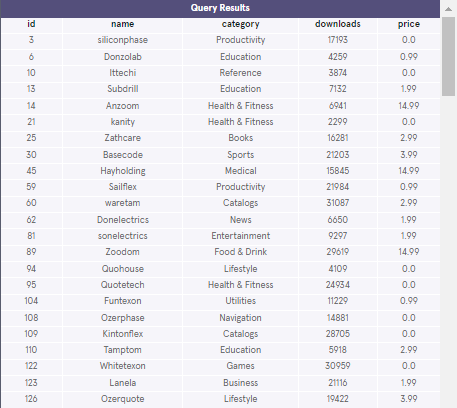 Query Results
id name category downloads price
3 siliconphase Productivity 17193 0.0
6 Donzolab Education 4259 0.99
10 Ittechi Reference 3874 0.0
13 Subdrill Education 7132 1.99
14 Anzoom Health & Fitness 6941 14.99
21 kanity Health & Fitness 2299 0.0
25 Zathcare Books 16281 2.99
30 Basecode Sports 21203 3.99
45 Hayholding Medical 15845 14.99
59 Sailflex Productivity 21984 0.99
60 waretam Catalogs 31087 2.99
62 Donelectrics News 6650 1.99
81 sonelectrics Entertainment 9297 1.99
89 Zoodom Food & Drink 29619 14.99
94 Quohouse Lifestyle 4109 0.0
95 Quotetech Health & Fitness 24934 0.0
104 Funtexon Utilities 11229 0.99
108 Ozerphase Navigation 14881 0.0
109 Kintonflex Catalogs 28705 0.0
110 Tamptom Education 5918 2.99
122 Whitetexon Games 30959 0.0
123 Lanela Business 21116 1.99
126 Ozerquote Lifestyle 19422 3.99